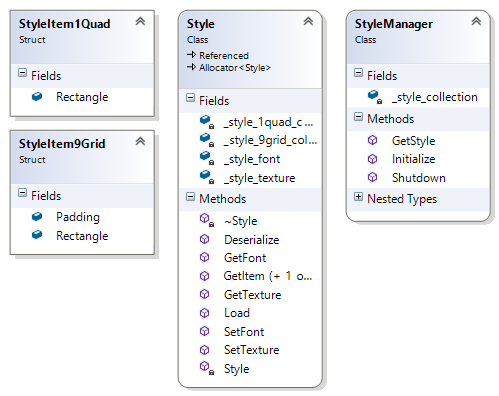 StyleItem1Quad
Struct
Fields
Rectangle
StyleItem9Grid
Struct
Fields
Padding
Rectangle
Style
Class
Referenced
Allocator<Style>
Fields
_style_1quad_c ...
_style_9grid_col...
_style_font
_style_texture
Methods
~Style
Deserialize
GetFont
GetItem (+ 1 o...
GetTexture
Load
SetFont
SetTexture
Style
StyleManager
Class
Fields
_style_collection
Methods
GetStyle
Initialize
Shutdown
Nested Types